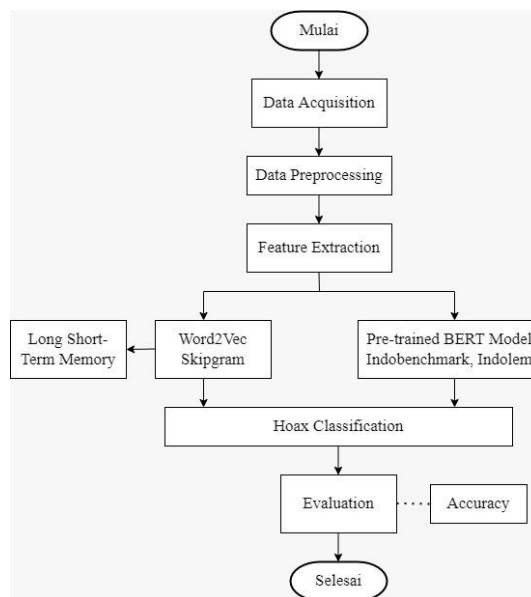 Mulai
Data Acquisition
Data Preprocessing
Feature Extraction
Long Short-
Term Memory
Word2Vec
Skipgram
Pre-trained BERT Model
Indobenchmark, Indolem
Hoax Classification
Evaluation
Accuracy
Selesai